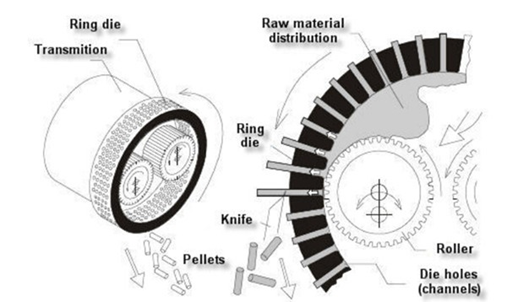 Ring die
Transmition
Pellets
Raw material
distribution
Ring
die
Knife
Roller
Die holes
(channels)